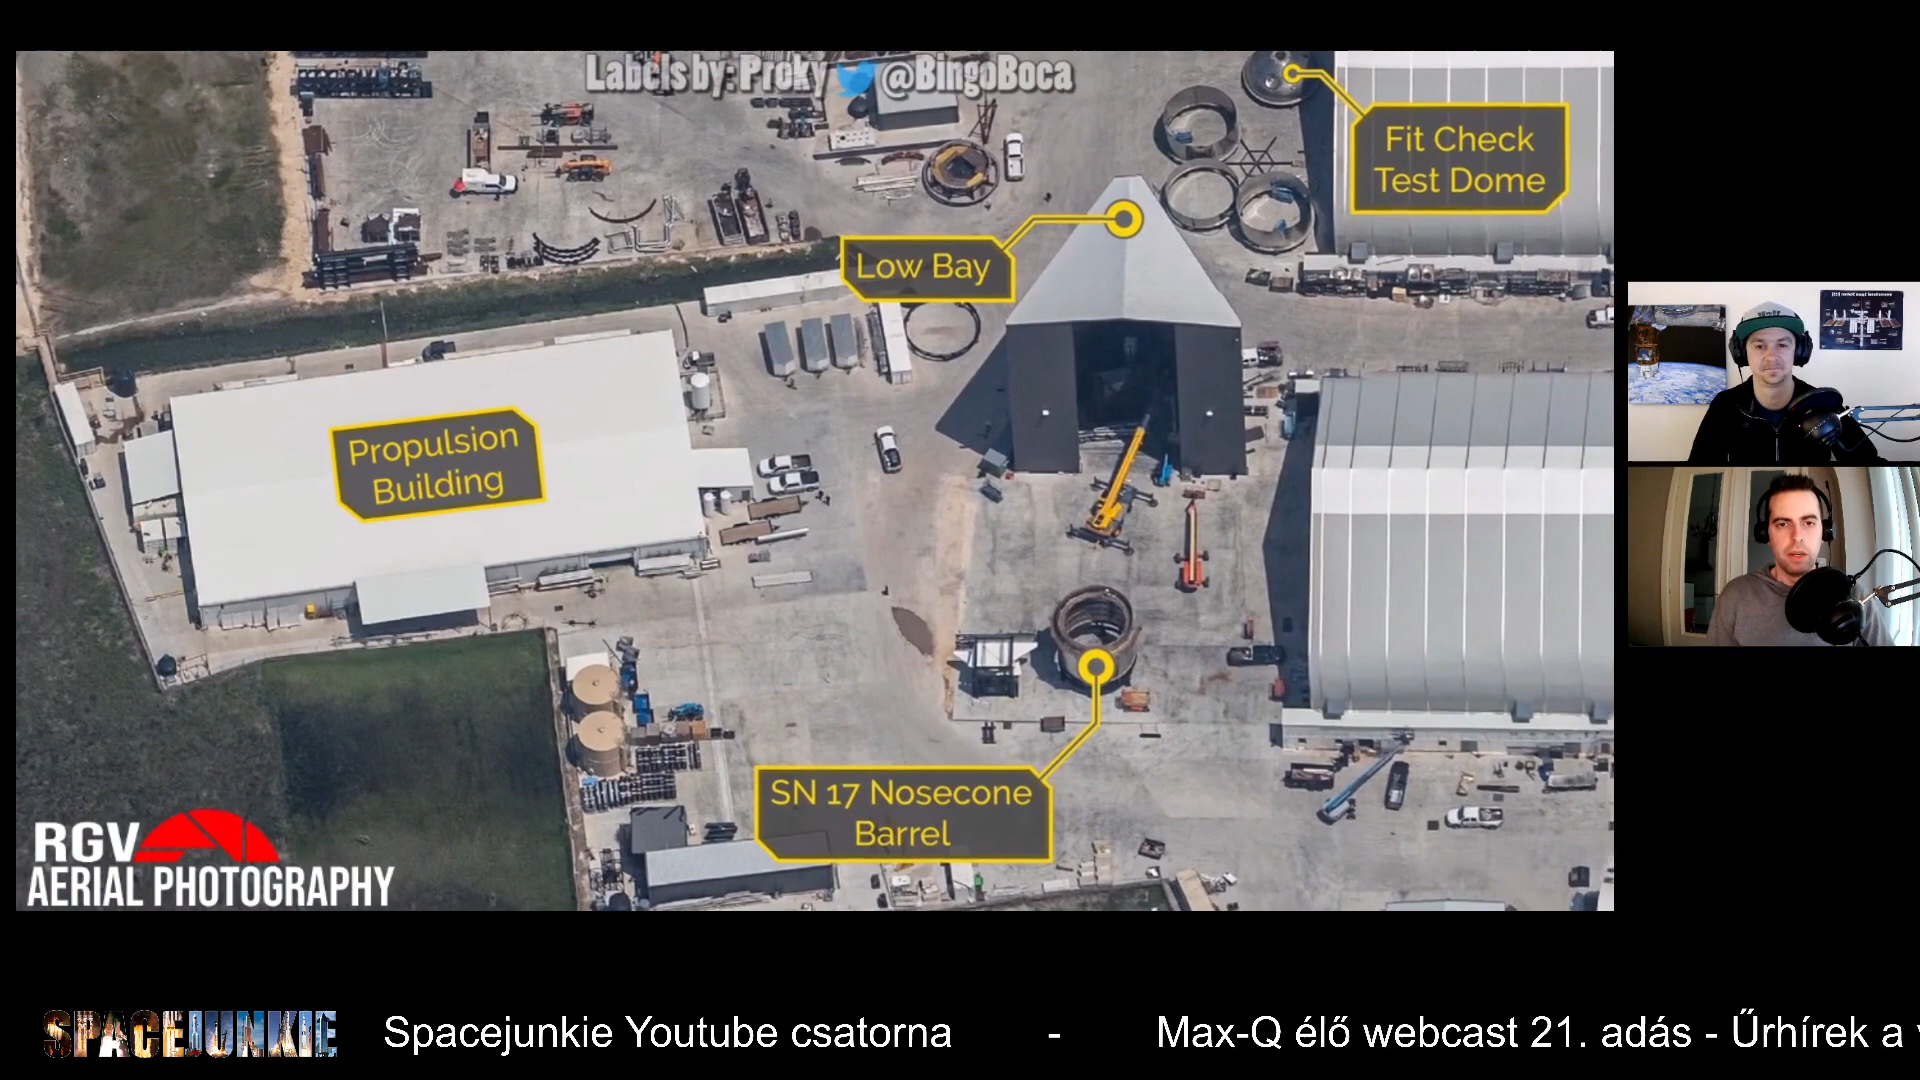 Labels by: Proky @BingoBoca
Fit Check
Test Dome
Low Bay
Propulsion
Building
SN 17 Nosecone
Barrel
RGV
AERIAL PHOTOGRAPHY
SPACEJUNKIE
Spacejunkie Youtube csatorna - Max-Q élő webcast 21. adás - Űrhírek a